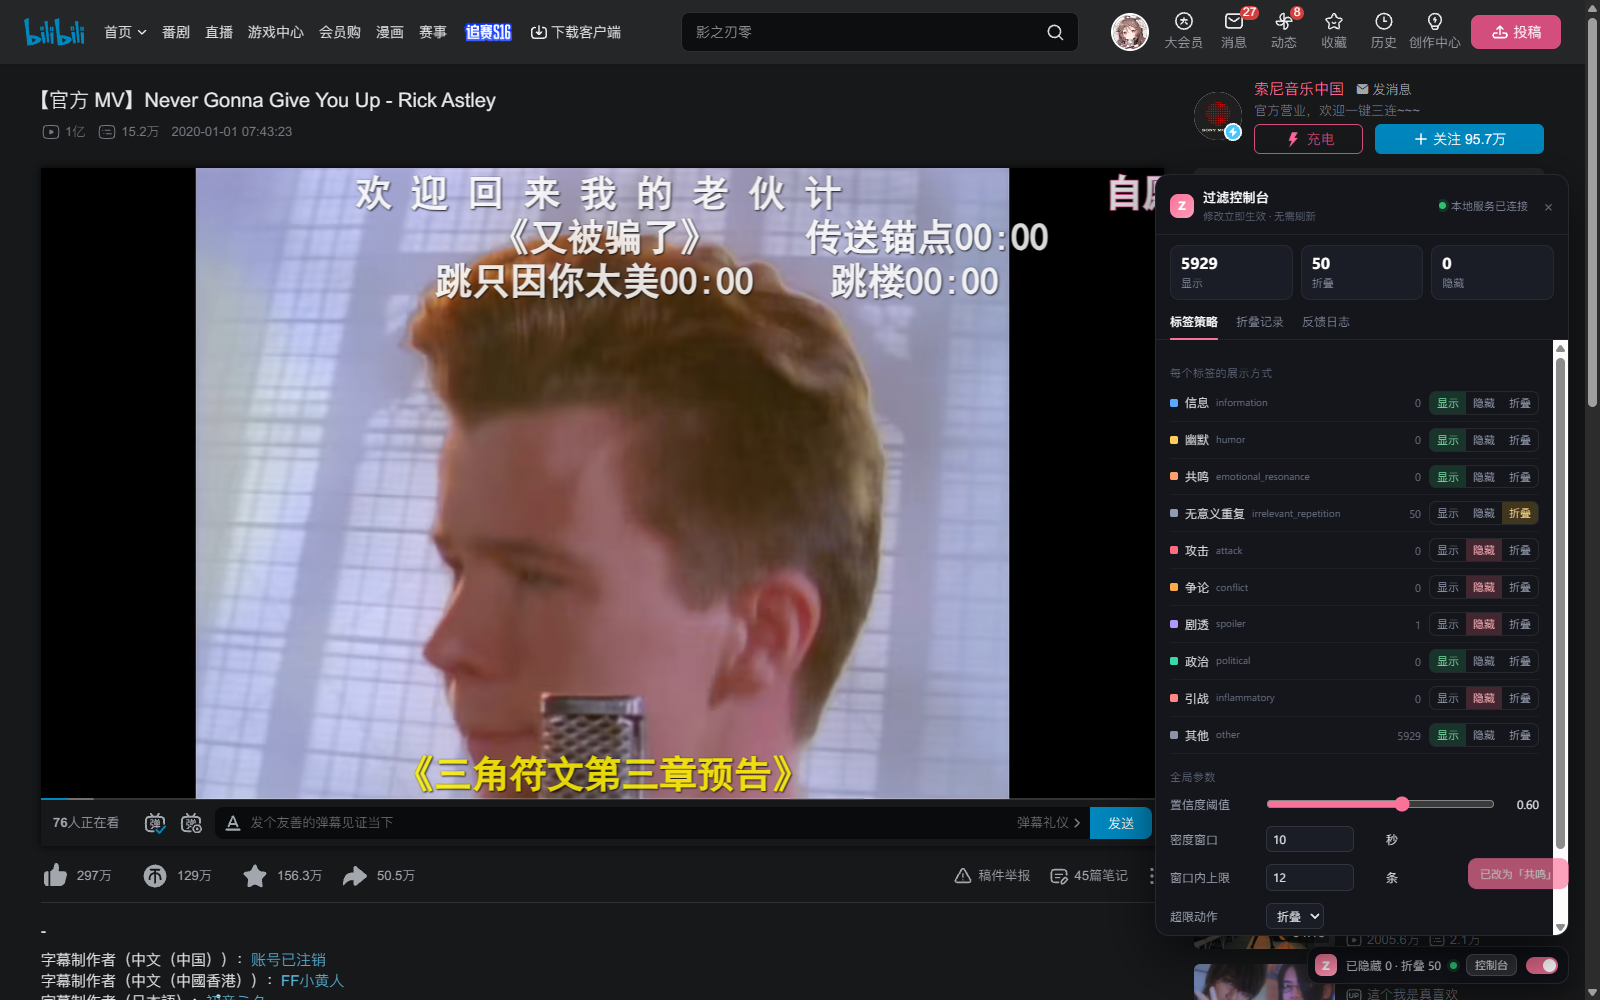 bilibili
首页 番剧 直播 游戏中心 会员购 漫画 赛事 追赛S16 下载客户端
影之刃零
大会员 消息 27 动态 8 收藏 历史 创作中心 投稿
【官方 MV】Never Gonna Give You Up - Rick Astley
1亿 15.2万 2020-01-01 07:43:23
索尼音乐中国 发消息
官方营业，欢迎一键三连~~~
充电 + 关注 95.7万
欢 迎 回 来 我 的 老 伙 计
《又被骗了》 传送锚点00:00
跳只因你太美00:00 跳楼00:00
《三角符文第三章预告》
Z 过滤控制台
修改立即生效 · 无需刷新
本地服务已连接 ×
5929 显示
50 折叠
0 隐藏
标签策略 折叠记录 反馈日志
每个标签的展示方式
信息 information 0 显示 隐藏 折叠
幽默 humor 0 显示 隐藏 折叠
共鸣 emotional_resonance 0 显示 隐藏 折叠
无意义重复 irrelevant_repetition 50 显示 隐藏 折叠
攻击 attack 0 显示 隐藏 折叠
争论 conflict 0 显示 隐藏 折叠
剧透 spoiler 1 显示 隐藏 折叠
政治 political 0 显示 隐藏 折叠
引战 inflammatory 0 显示 隐藏 折叠
其他 other 5929 显示 隐藏 折叠
全局参数
置信度阈值 0.60
密度窗口 10 秒
窗口内上限 12 条
超限动作 折叠
已改为「共鸣」
76人正在看 发个友善的弹幕见证当下 弹幕礼仪 发送
297万 129万 156.3万 50.5万 稿件举报 45篇笔记
-
字幕制作者（中文（中国））： 账号已注销
字幕制作者（中文（中國香港））： FF小黄人
2005.6万 2.1万
Z 已隐藏 0 · 折叠 50 控制台
這个我是真喜欢